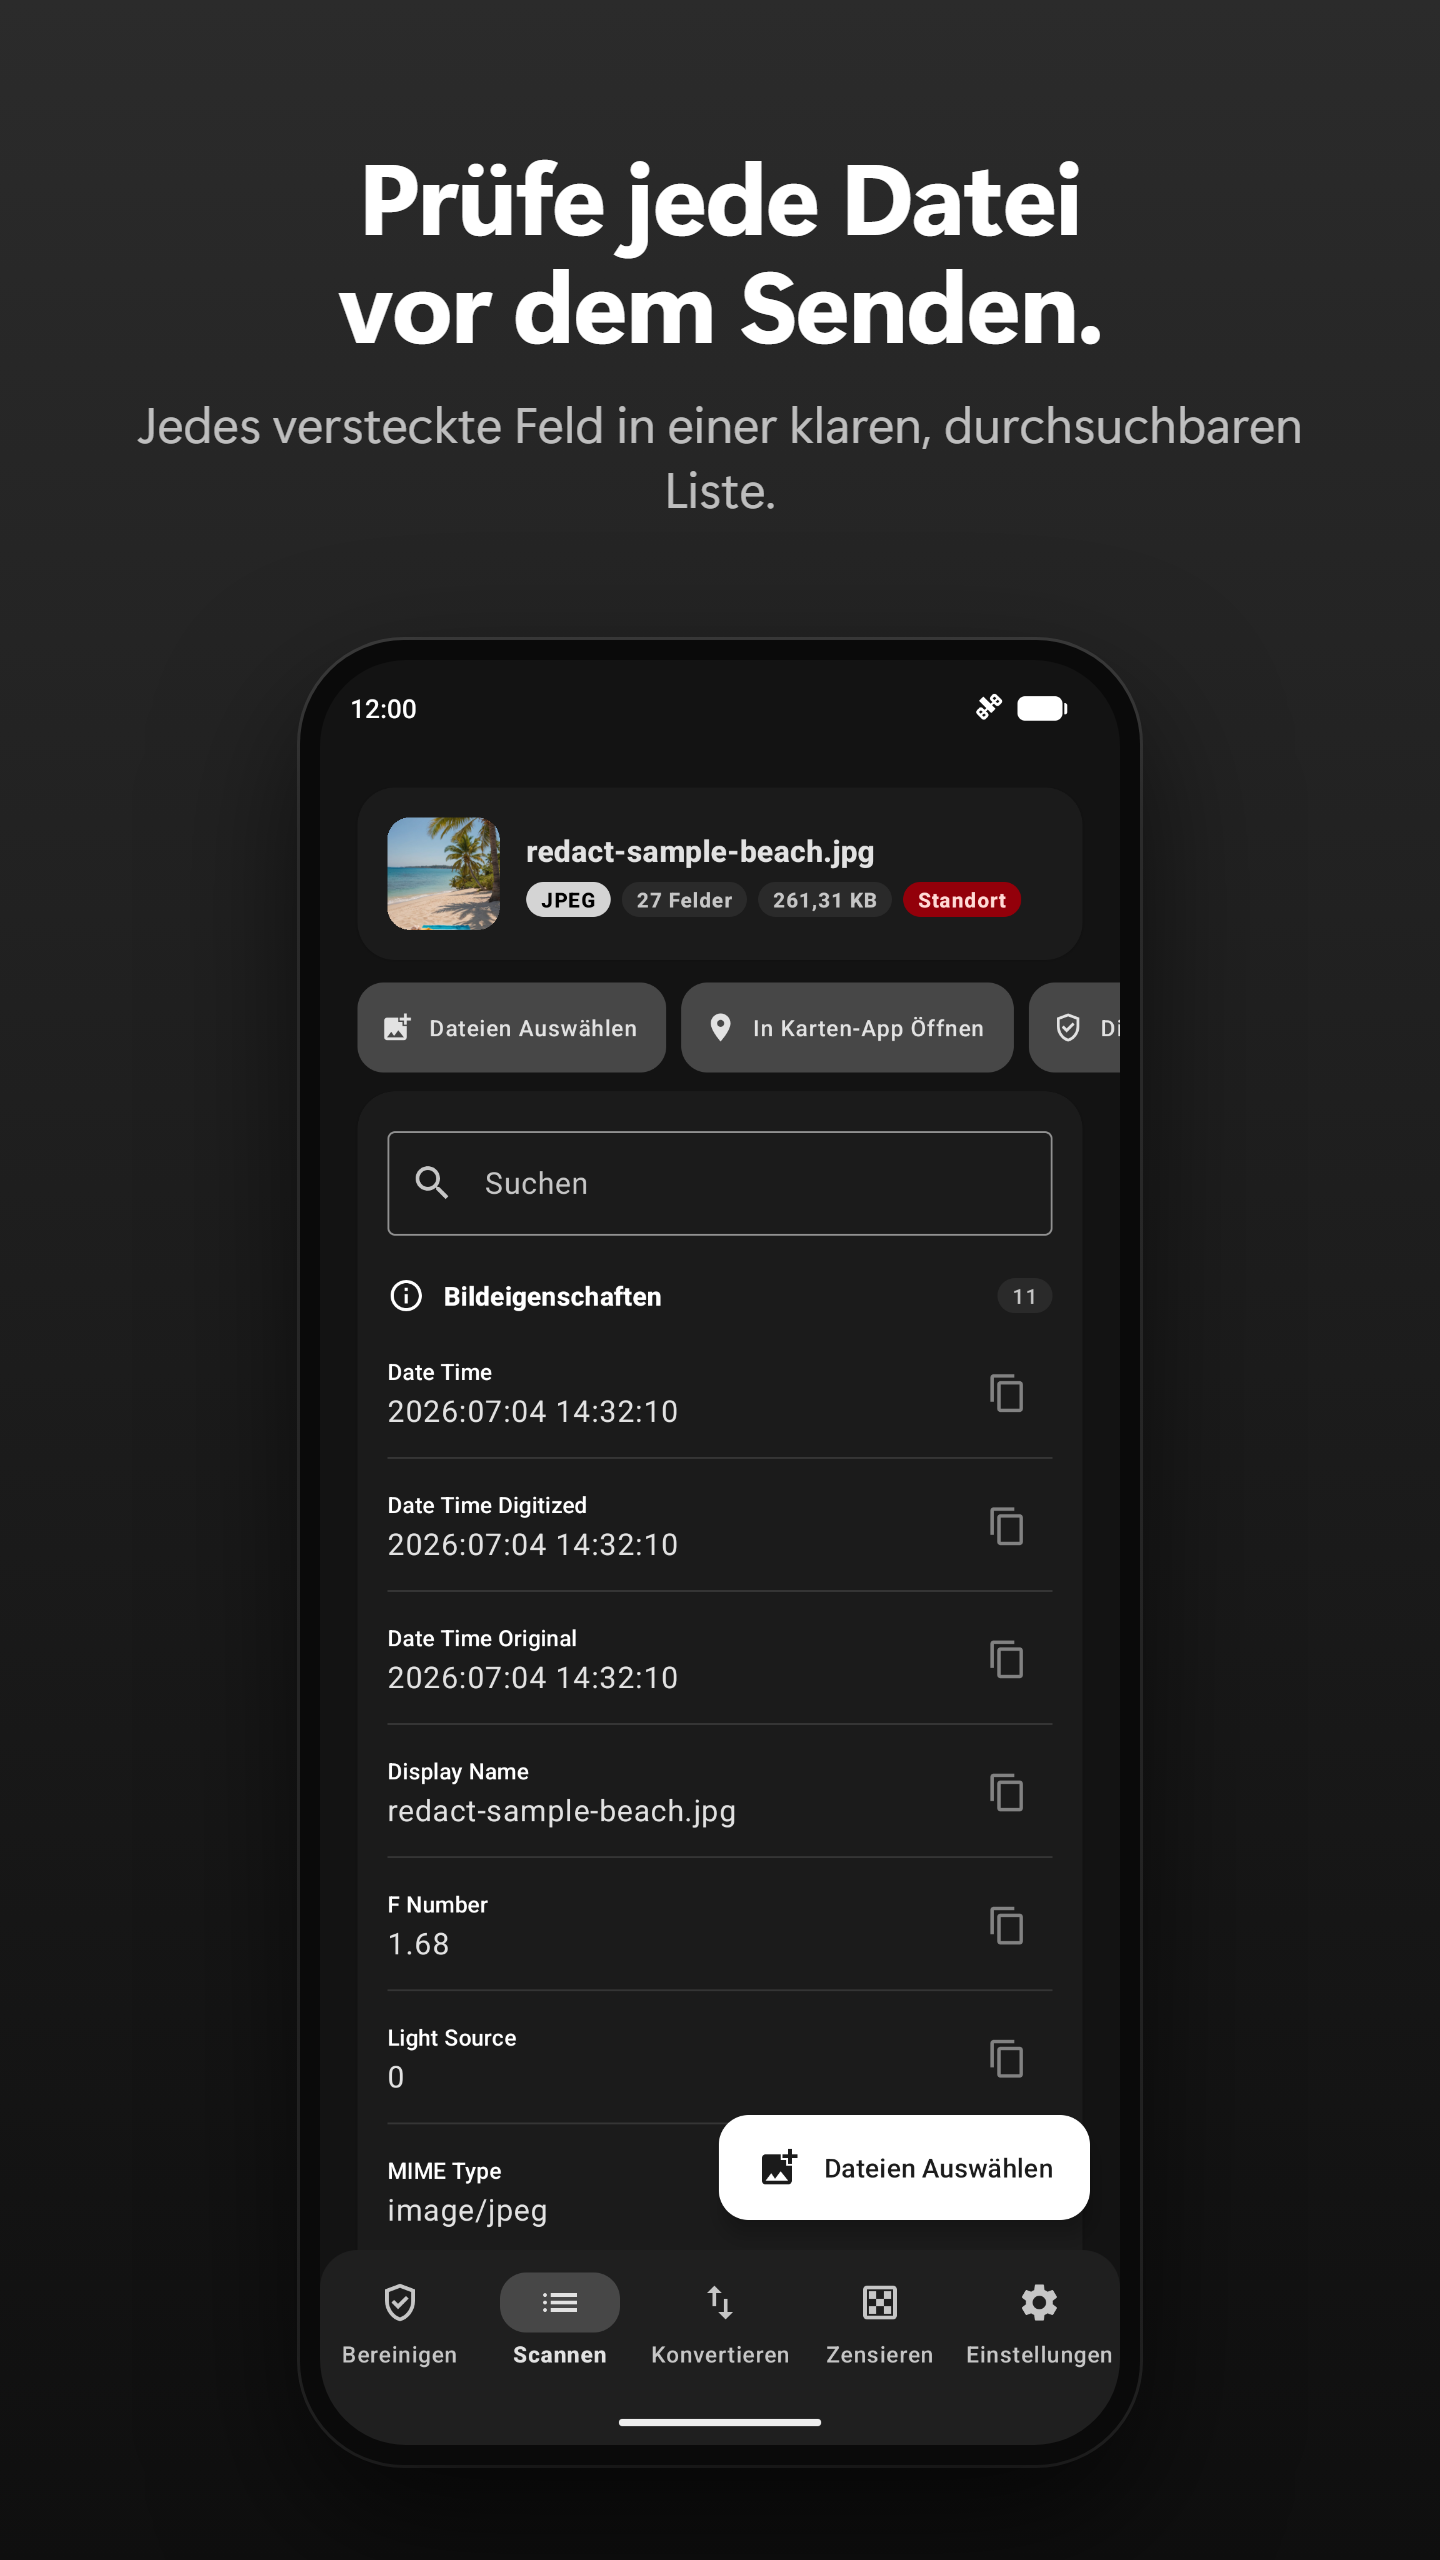 Prüfe jede Datei
vor dem Senden.
Jedes versteckte Feld in einer klaren, durchsuchbaren
Liste.
12:00
redact-sample-beach.jpg
JPEG 27 Felder 261,31 KB Standort
Dateien Auswählen In Karten-App Öffnen Di
Suchen
Bildeigenschaften 11
Date Time
2026:07:04 14:32:10
Date Time Digitized
2026:07:04 14:32:10
Date Time Original
2026:07:04 14:32:10
Display Name
redact-sample-beach.jpg
F Number
1.68
Light Source
0
MIME Type
image/jpeg
Dateien Auswählen
Bereinigen Scannen Konvertieren Zensieren Einstellungen